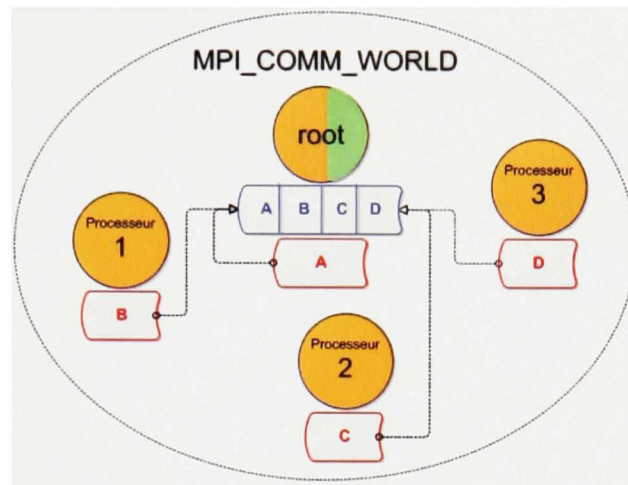 MPI_COMM_WORLD
root
A B C D
Processeur
1
A
B
Processeur
3
D
Processeur
2
C